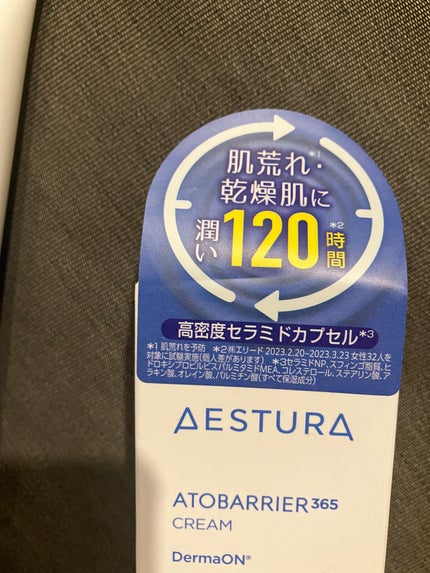 肌荒れ*1・
乾燥肌に
潤い120*2時間
高密度セラミドカプセル*3
*1 肌荒れを予防 *2㈱エリード 2023.2.20~2023.3.23 女性32人を
対象に試験実施(個人差があります) *3セラミドNP、スフィンゴ脂質、ヒ
ドロキシプロピルビスパルミタミドMEA、コレステロール、ステアリン酸、ア
ラキン酸、オレイン酸、パルミチン酸(すべて保湿成分)
AESTURA
ATOBARRIER365
CREAM
DermaON®